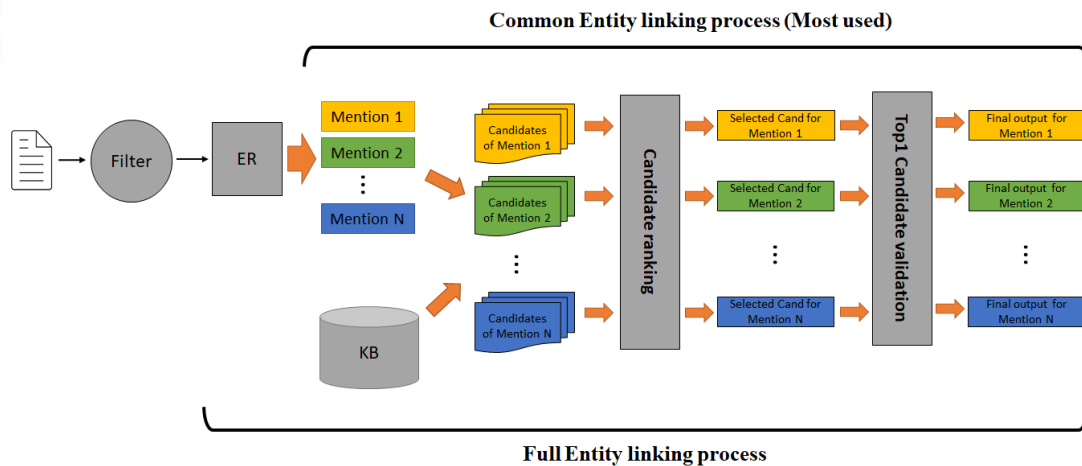 Common Entity linking process (Most used)
Filter
ER
Mention 1
Mention 2
Mention N
KB
Candidates
of Mention 1
Candidates
of Mention 2
Candidates
of Mention N
Candidate ranking
Selected Cand for
Mention 1
Selected Cand for
Mention 2
Selected Cand for
Mention N
Top1 Candidate validation
Final output for
Mention 1
Final output for
Mention 2
Final output for
Mention N
Full Entity linking process